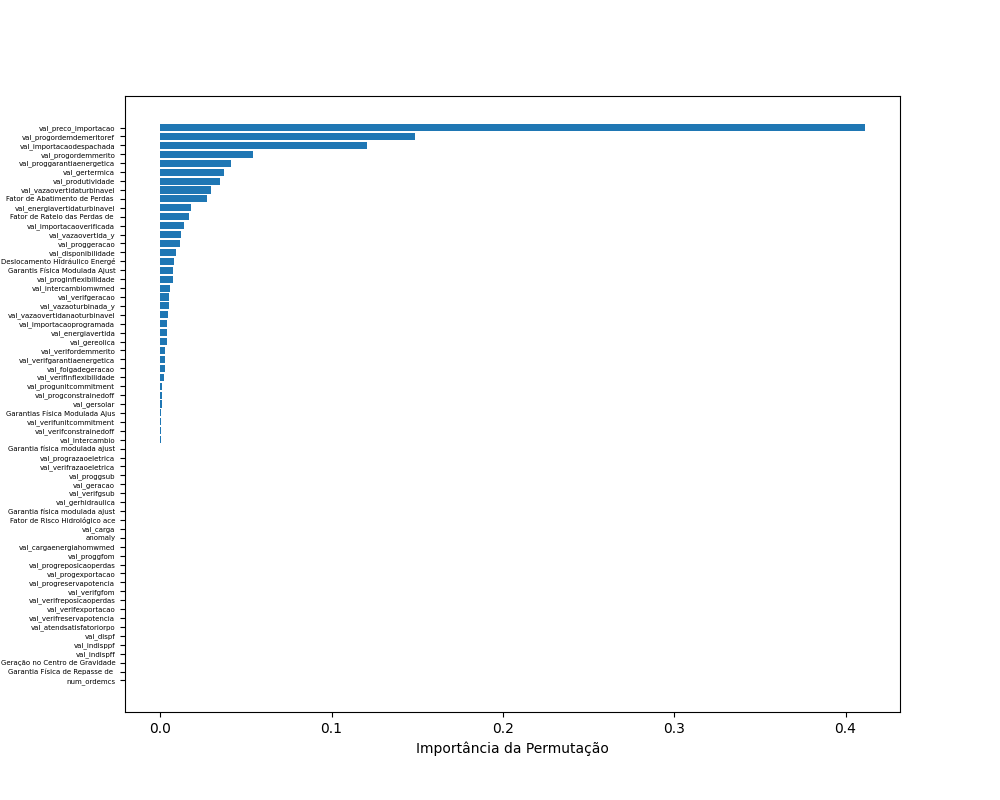 val_preco_importacao
val_progordemdemeritoref
val_importacaodespachada
val_progordemmerito
val_proggarantiaenergetica
val_gertermica
val_produtividade
val_vazaovertidaturbinavel
Fator de Abatimento de Perdas
val_energiavertidaturbinavel
Fator de Rateio das Perdas de
val_importacaoverificada
val_vazaovertida_y
val_proggeracao
val_disponibilidade
Deslocamento Hidráulico Energé
Garantis Física Modulada Ajust
val_proginflexibilidade
val_intercambiomwmed
val_verifgeracao
val_vazaoturbinada_y
val_vazaovertidanaoturbinavel
val_importacaoprogramada
val_energiavertida
val_gereolica
val_verifordemmerito
val_verifgarantiaenergetica
val_folgadegeracao
val_verifinflexibilidade
val_progunitcommitment
val_progconstrainedoff
val_gersolar
Garantias Física Modulada Ajus
val_verifunitcommitment
val_verifconstrainedoff
val_intercambio
Garantia física modulada ajust
val_prograzaoeletrica
val_verifrazaoeletrica
val_proggsub
val_geracao
val_verifgsub
val_gerhidraulica
Garantia física modulada ajust
Fator de Risco Hidrológico ace
val_carga
anomaly
val_cargaenergiahomwmed
val_proggfom
val_progreposicaoperdas
val_progexportacao
val_progreservapotencia
val_verifgfom
val_verifreposicaoperdas
val_verifexportacao
val_verifreservapotencia
val_atendsatisfatoriorpo
val_dispf
val_indisppf
val_indispff
Geração no Centro de Gravidade
Garantia Física de Repasse de
num_ordemcs
0.0 0.1 0.2 0.3 0.4
Importância da Permutação